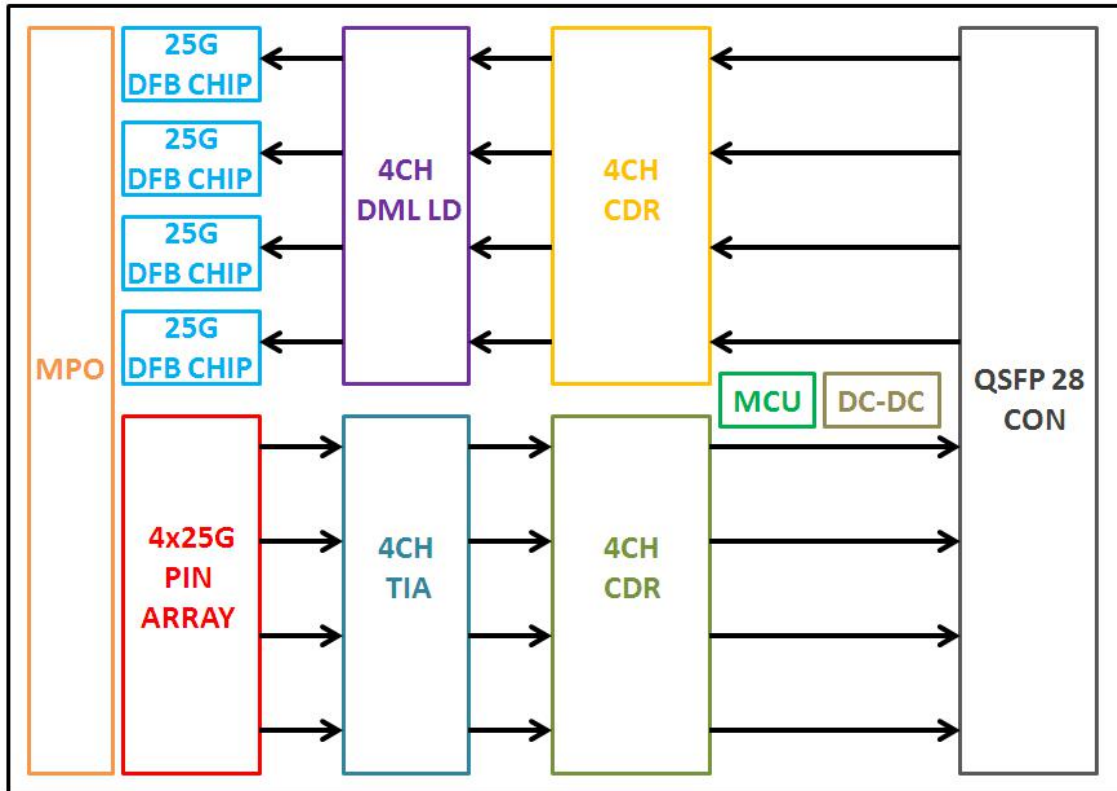 25G
DFB CHIP
25G
DFB CHIP
25G
DFB CHIP
25G
DFB CHIP
4CH
DML LD
4CH
CDR
MPO
MCU
DC-DC
QSFP 28
CON
4x25G
PIN
ARRAY
4CH
TIA
4CH
CDR